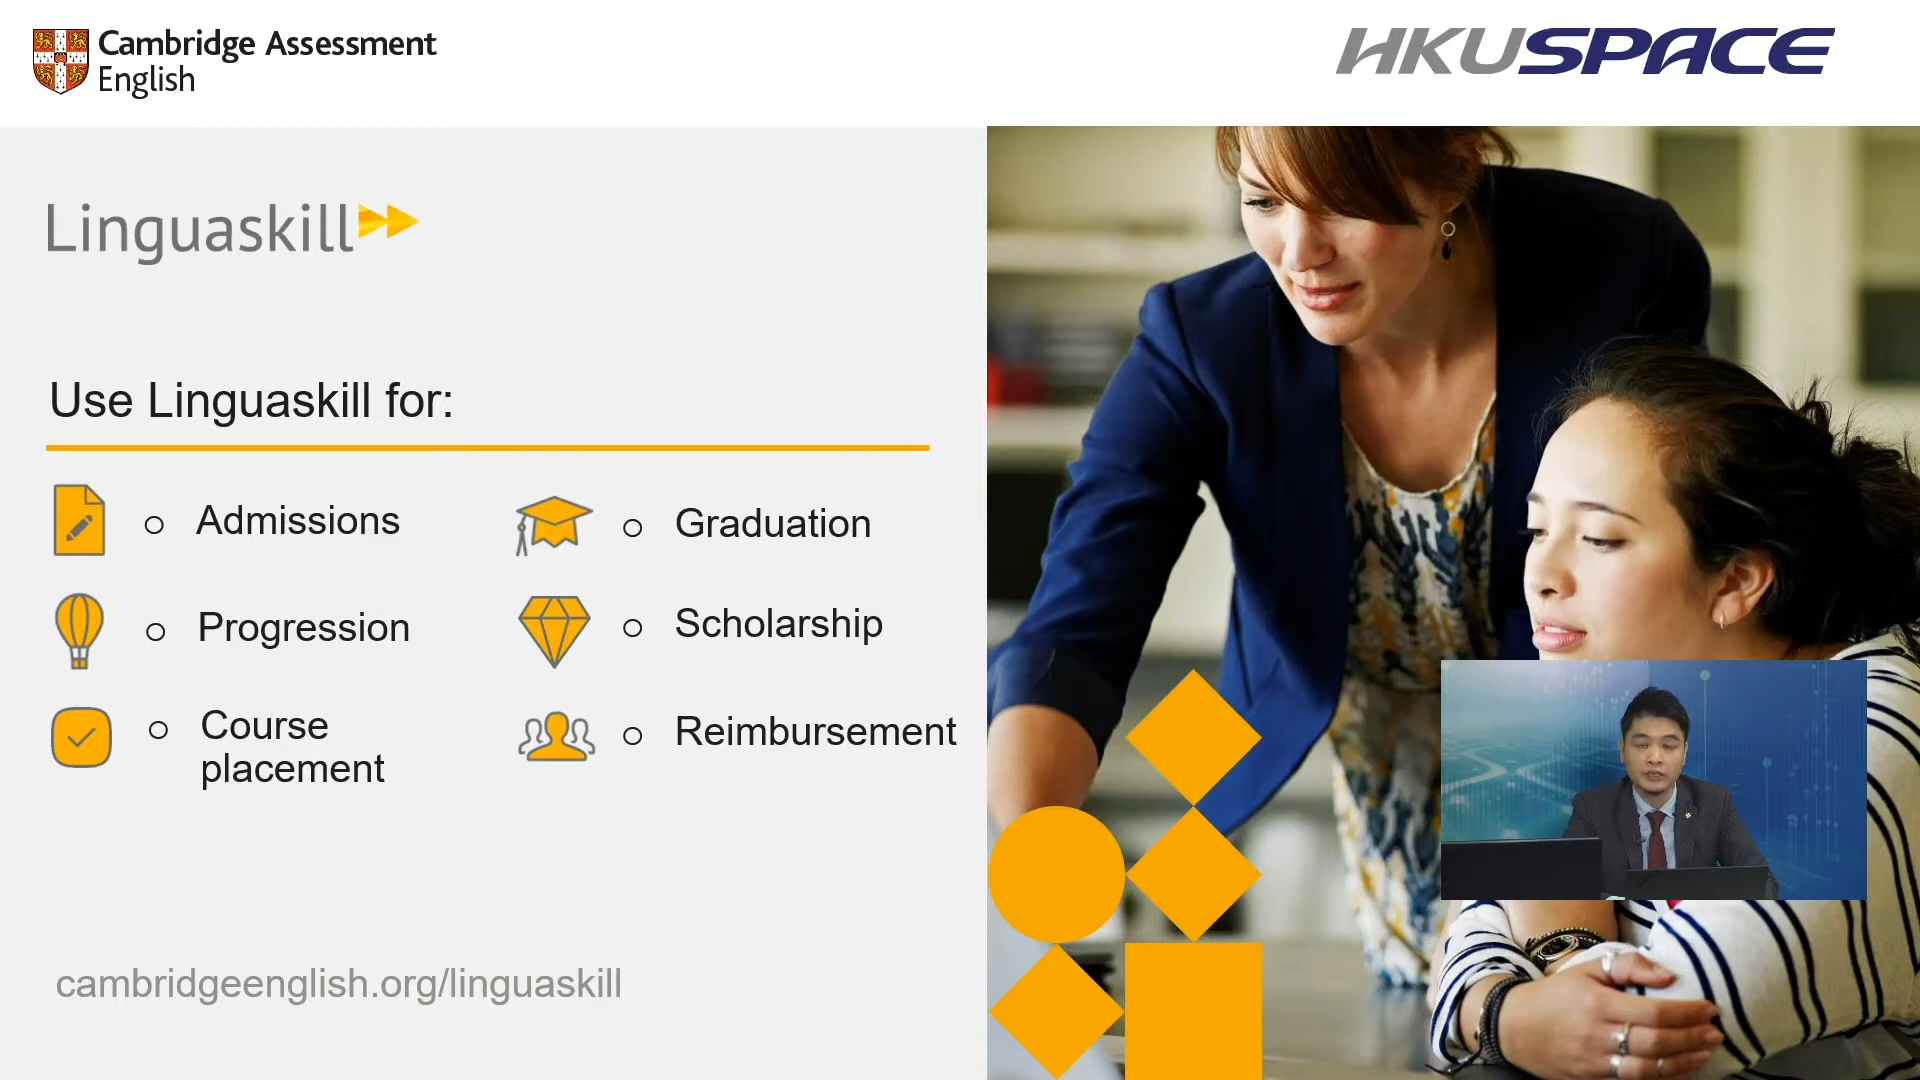 Cambridge Assessment
English
HKUSPACE
Linguaskill
Use Linguaskill for:
Admissions
Progression
Course
placement
Graduation
Scholarship
Reimbursement
cambridgeenglish.org/linguaskill